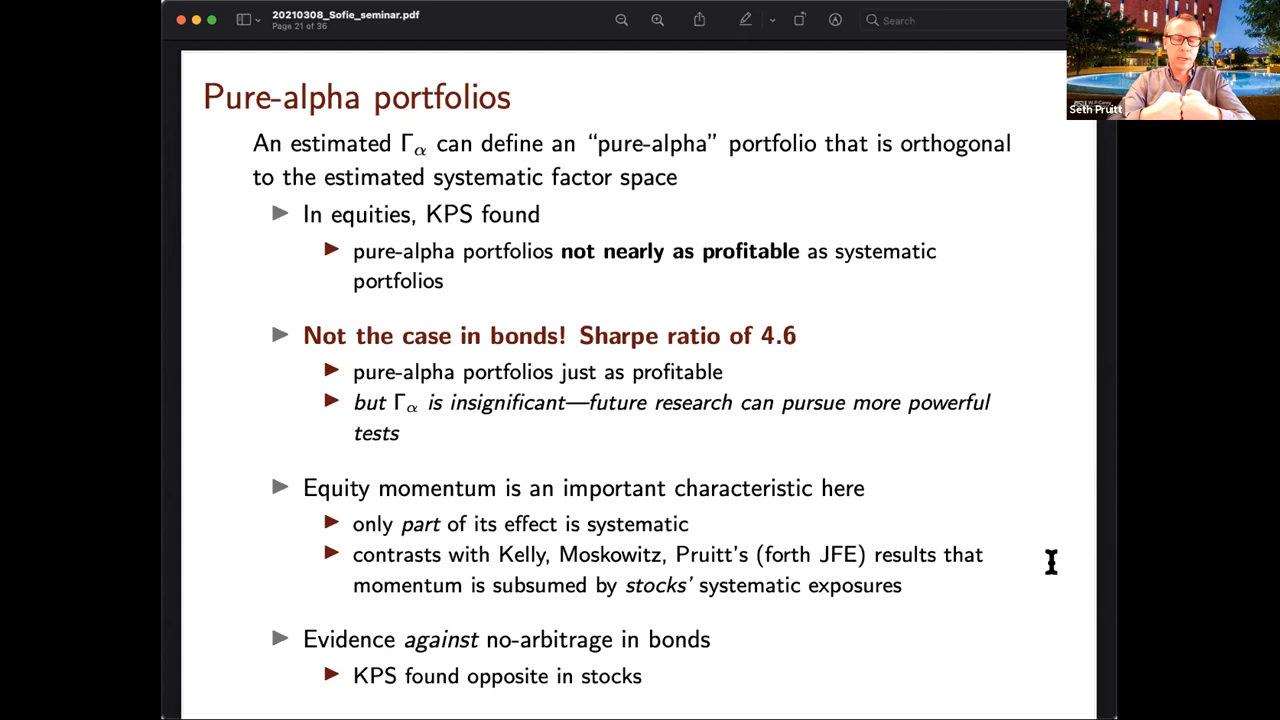 20210308_Sofie_seminar.pdf
Page 21 of 36
Search
Seth Pruitt
Pure-alpha portfolios
An estimated Γα can define an “pure-alpha” portfolio that is orthogonal
to the estimated systematic factor space
In equities, KPS found
pure-alpha portfolios not nearly as profitable as systematic
portfolios
Not the case in bonds! Sharpe ratio of 4.6
pure-alpha portfolios just as profitable
but Γα is insignificant—future research can pursue more powerful
tests
Equity momentum is an important characteristic here
only part of its effect is systematic
contrasts with Kelly, Moskowitz, Pruitt’s (forth JFE) results that
momentum is subsumed by stocks’ systematic exposures
Evidence against no-arbitrage in bonds
KPS found opposite in stocks